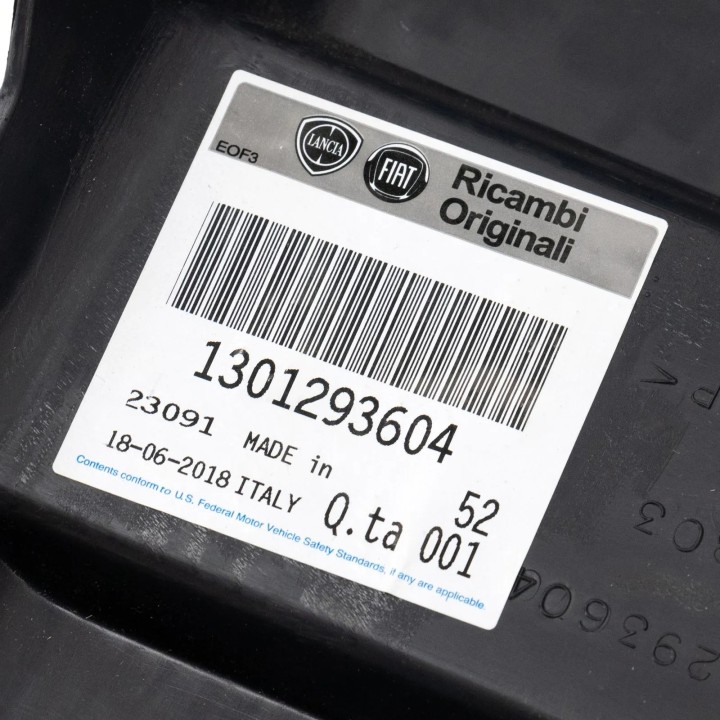 EOF3
LANCIA
FIAT
Ricambi
Originali
1301293604
23091
MADE in
18-06-2018 ITALY
52
Q.ta 001
Contents conform to U.S. Federal Motor Vehicle Safety Standards, if any are applicable.
293604